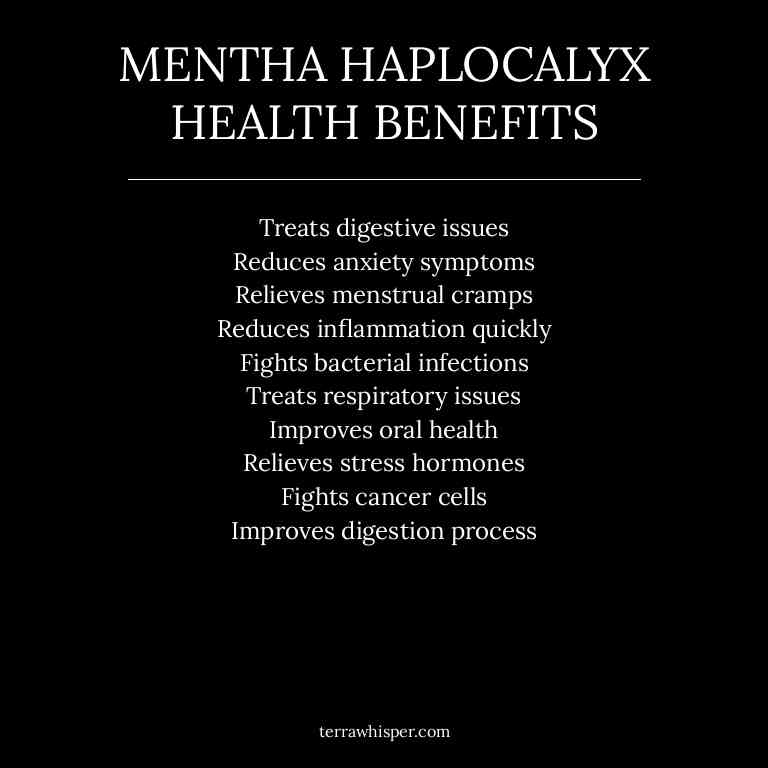 MENTHA HAPLOCALYX
HEALTH BENEFITS
Treats digestive issues
Reduces anxiety symptoms
Relieves menstrual cramps
Reduces inflammation quickly
Fights bacterial infections
Treats respiratory issues
Improves oral health
Relieves stress hormones
Fights cancer cells
Improves digestion process
terrawhisper.com